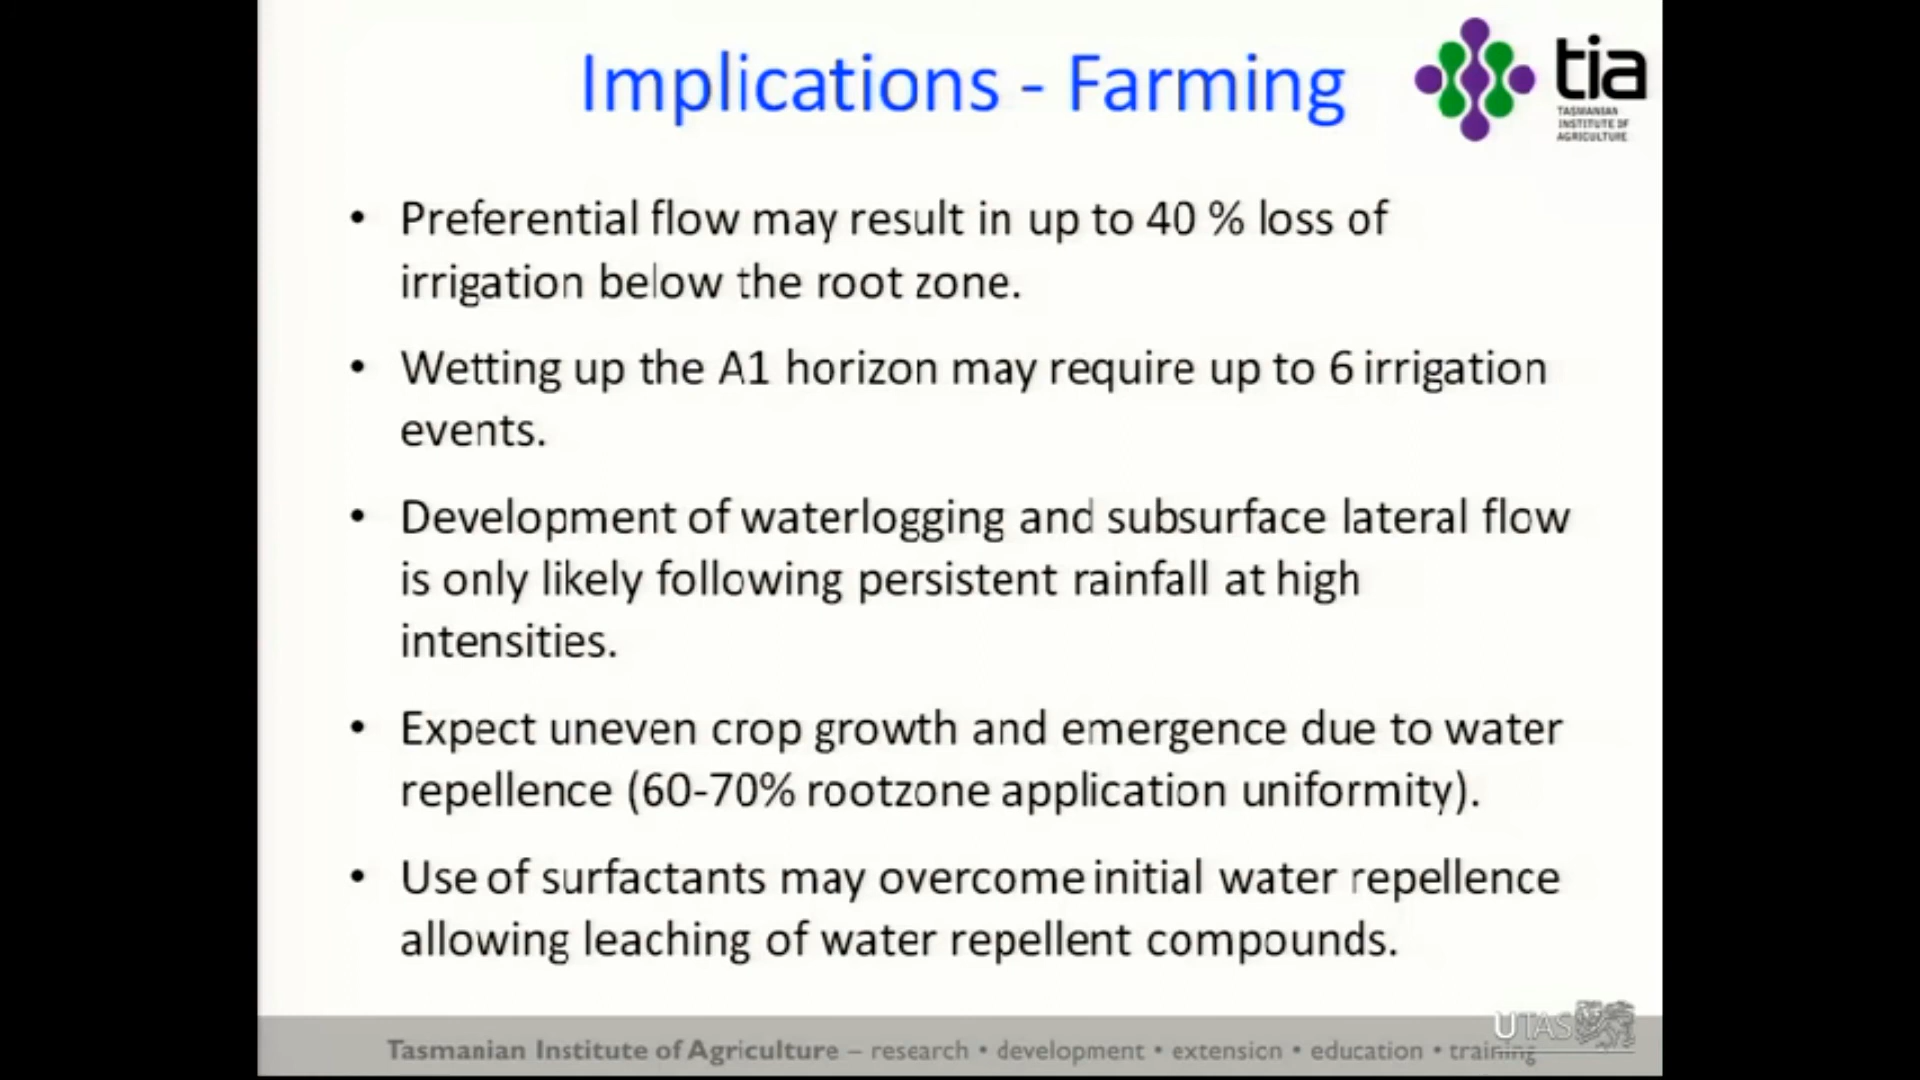 Implications - Farming
tia
TASMANIAN
INSTITUTE OF
AGRICULTURE
• Preferential flow may result in up to 40 % loss of
irrigation below the root zone.
• Wetting up the A1 horizon may require up to 6 irrigation
events.
• Development of waterlogging and subsurface lateral flow
is only likely following persistent rainfall at high
intensities.
• Expect uneven crop growth and emergence due to water
repellence (60-70% rootzone application uniformity).
• Use of surfactants may overcome initial water repellence
allowing leaching of water repellent compounds.
UTAS
Tasmanian Institute of Agriculture – research • development • extension • education • training